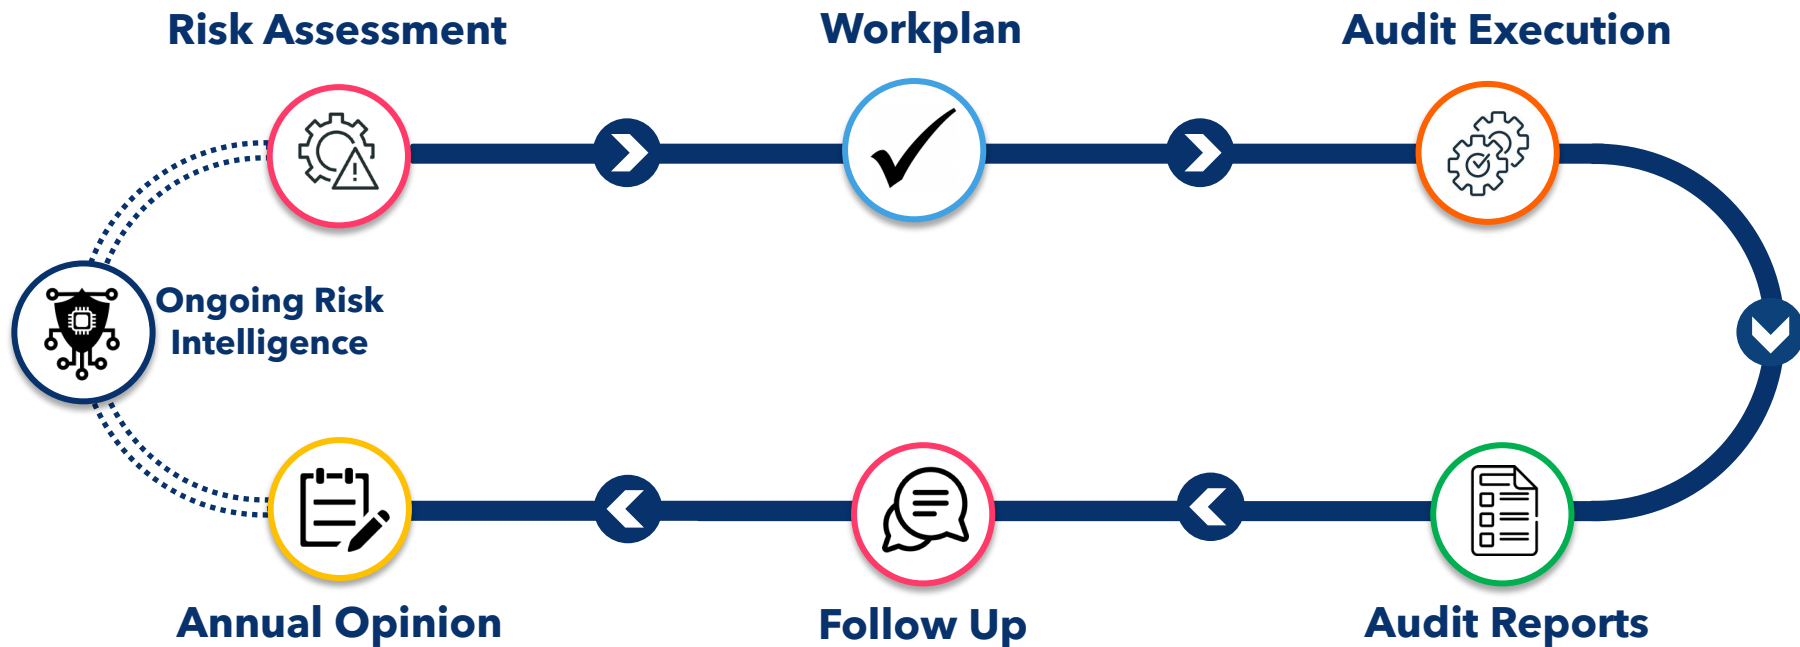 Risk Assessment
Workplan
Audit Execution
Ongoing Risk
Intelligence
Annual Opinion
Follow Up
Audit Reports